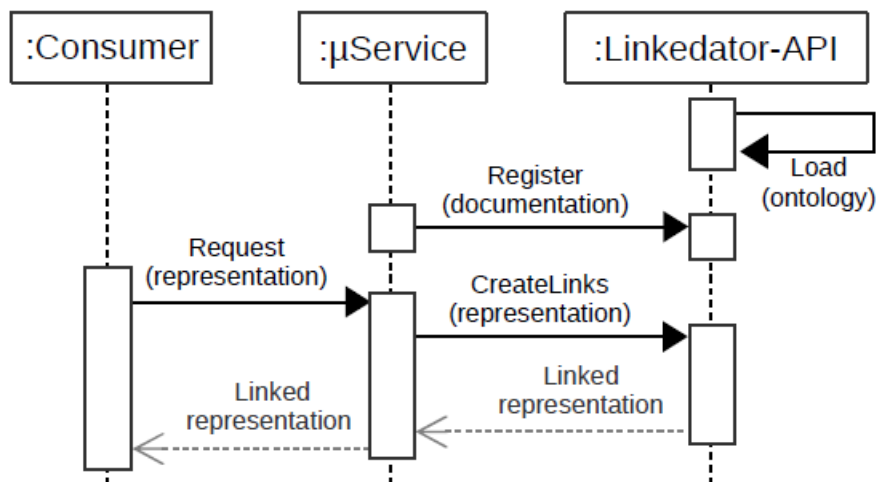 :Consumer
:µService
:Linkedator-API
Load
(ontology)
Register
(documentation)
Request
(representation)
CreateLinks
(representation)
Linked
representation
Linked
representation